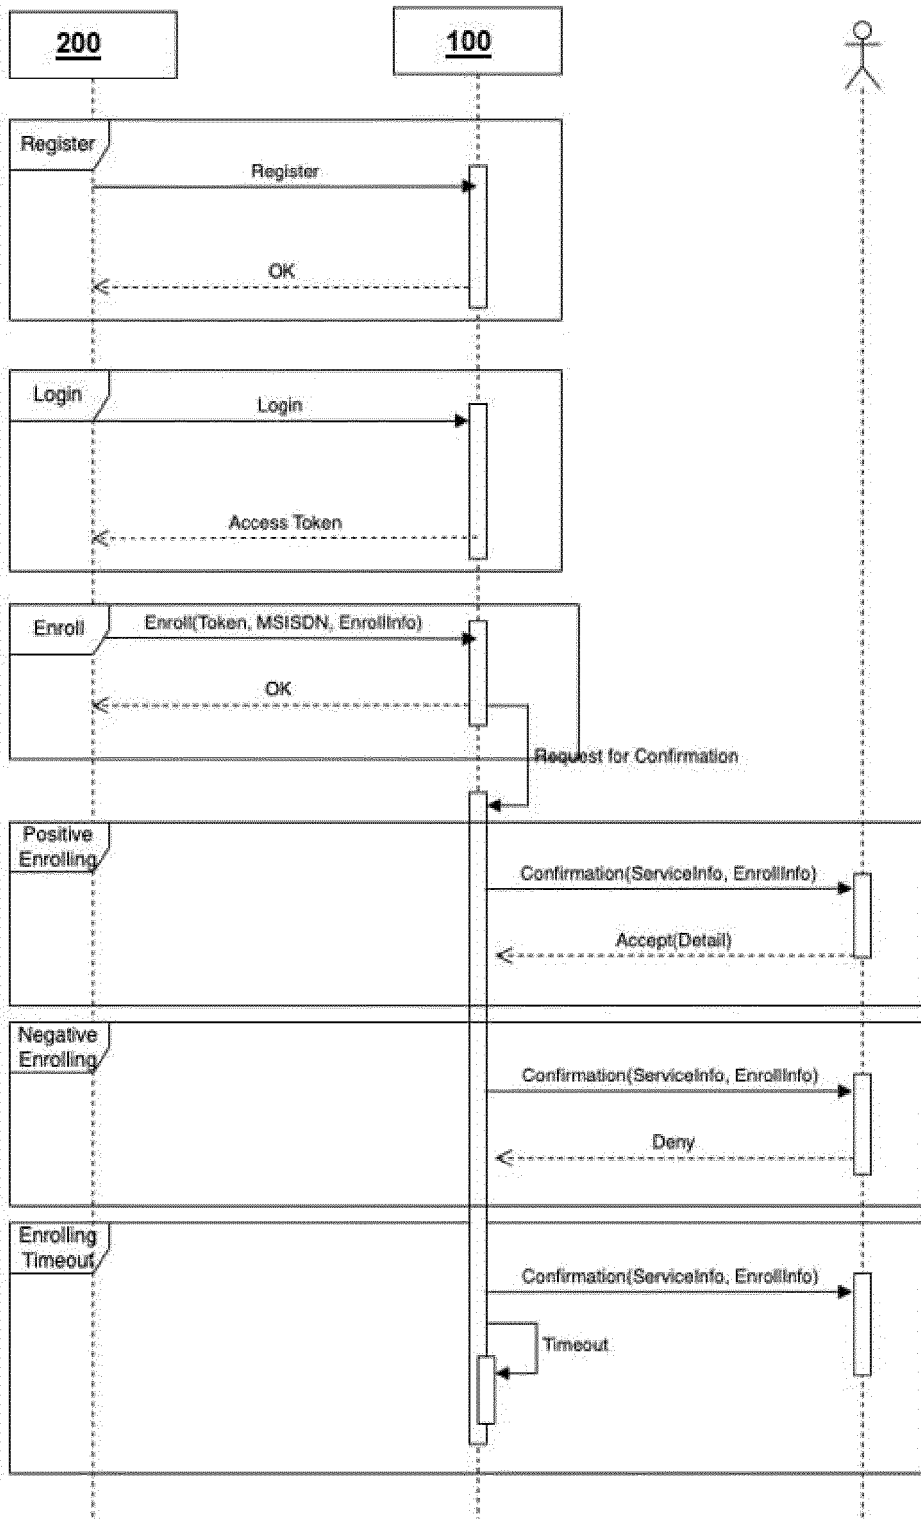 200
100
Register
Register
OK
Login
Login
Access Token
Enroll
Enroll(Token, MSISDN, EnrollInfo)
OK
Request for Confirmation
Positive
Enrolling
Confirmation(ServiceInfo, EnrollInfo)
Accept(Detail)
Negative
Enrolling
Confirmation(ServiceInfo, EnrollInfo)
Deny
Enrolling
Timeout
Confirmation(ServiceInfo, EnrollInfo)
Timeout